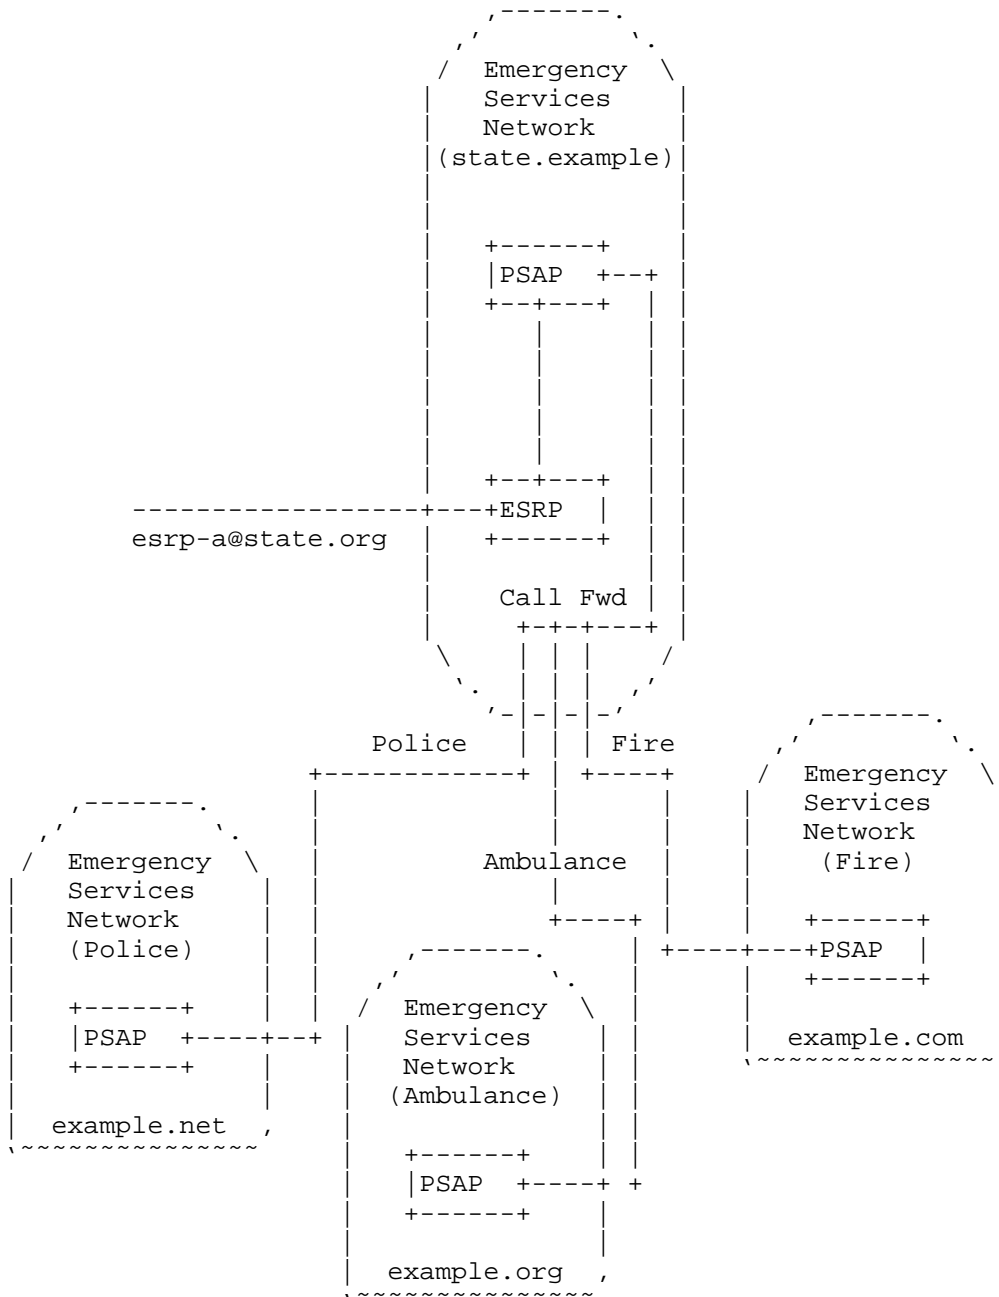 Emergency
Services
Network
(state.example)
PSAP
ESRP
esrp-a@state.org
Call Fwd
Police
Fire
Emergency
Services
Network
(Fire)
PSAP
example.com
Ambulance
Emergency
Services
Network
(Police)
PSAP
example.net
Emergency
Services
Network
(Ambulance)
PSAP
example.org